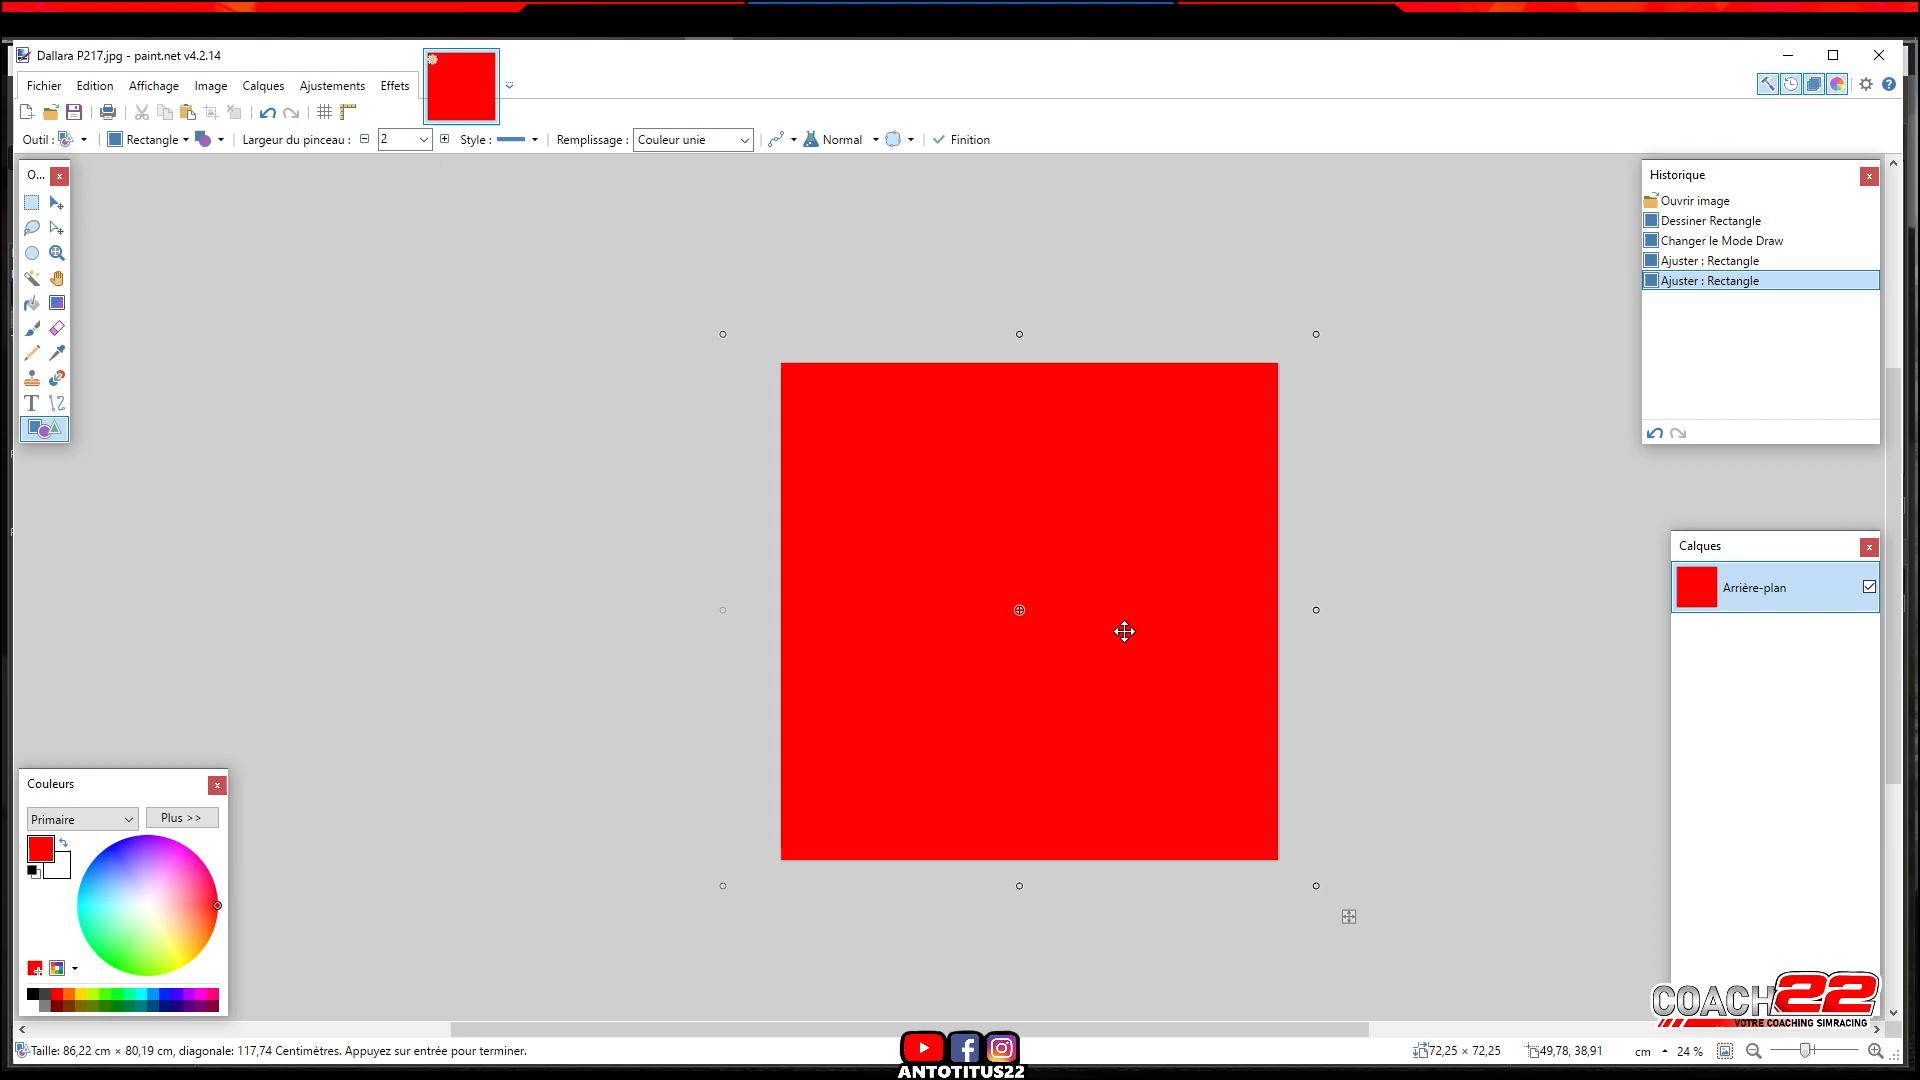 Dallara P217.jpg - paint.net v4.2.14
Fichier Edition Affichage Image Calques Ajustements Effets
Outil : Rectangle Largeur du pinceau : 2 Style : Remplissage : Couleur unie Normal Finition
O...
Historique
Ouvrir image
Dessiner Rectangle
Changer le Mode Draw
Ajuster : Rectangle
Ajuster : Rectangle
Calques
Arrière-plan
Couleurs
Primaire Plus >>
COACH22
VOTRE COACHING SIMRACING
Taille: 86,22 cm × 80,19 cm, diagonale: 117,74 Centimètres. Appuyez sur entrée pour terminer.
72,25 × 72,25 49,78, 38,91 cm 24 %
ANTOTITUS22